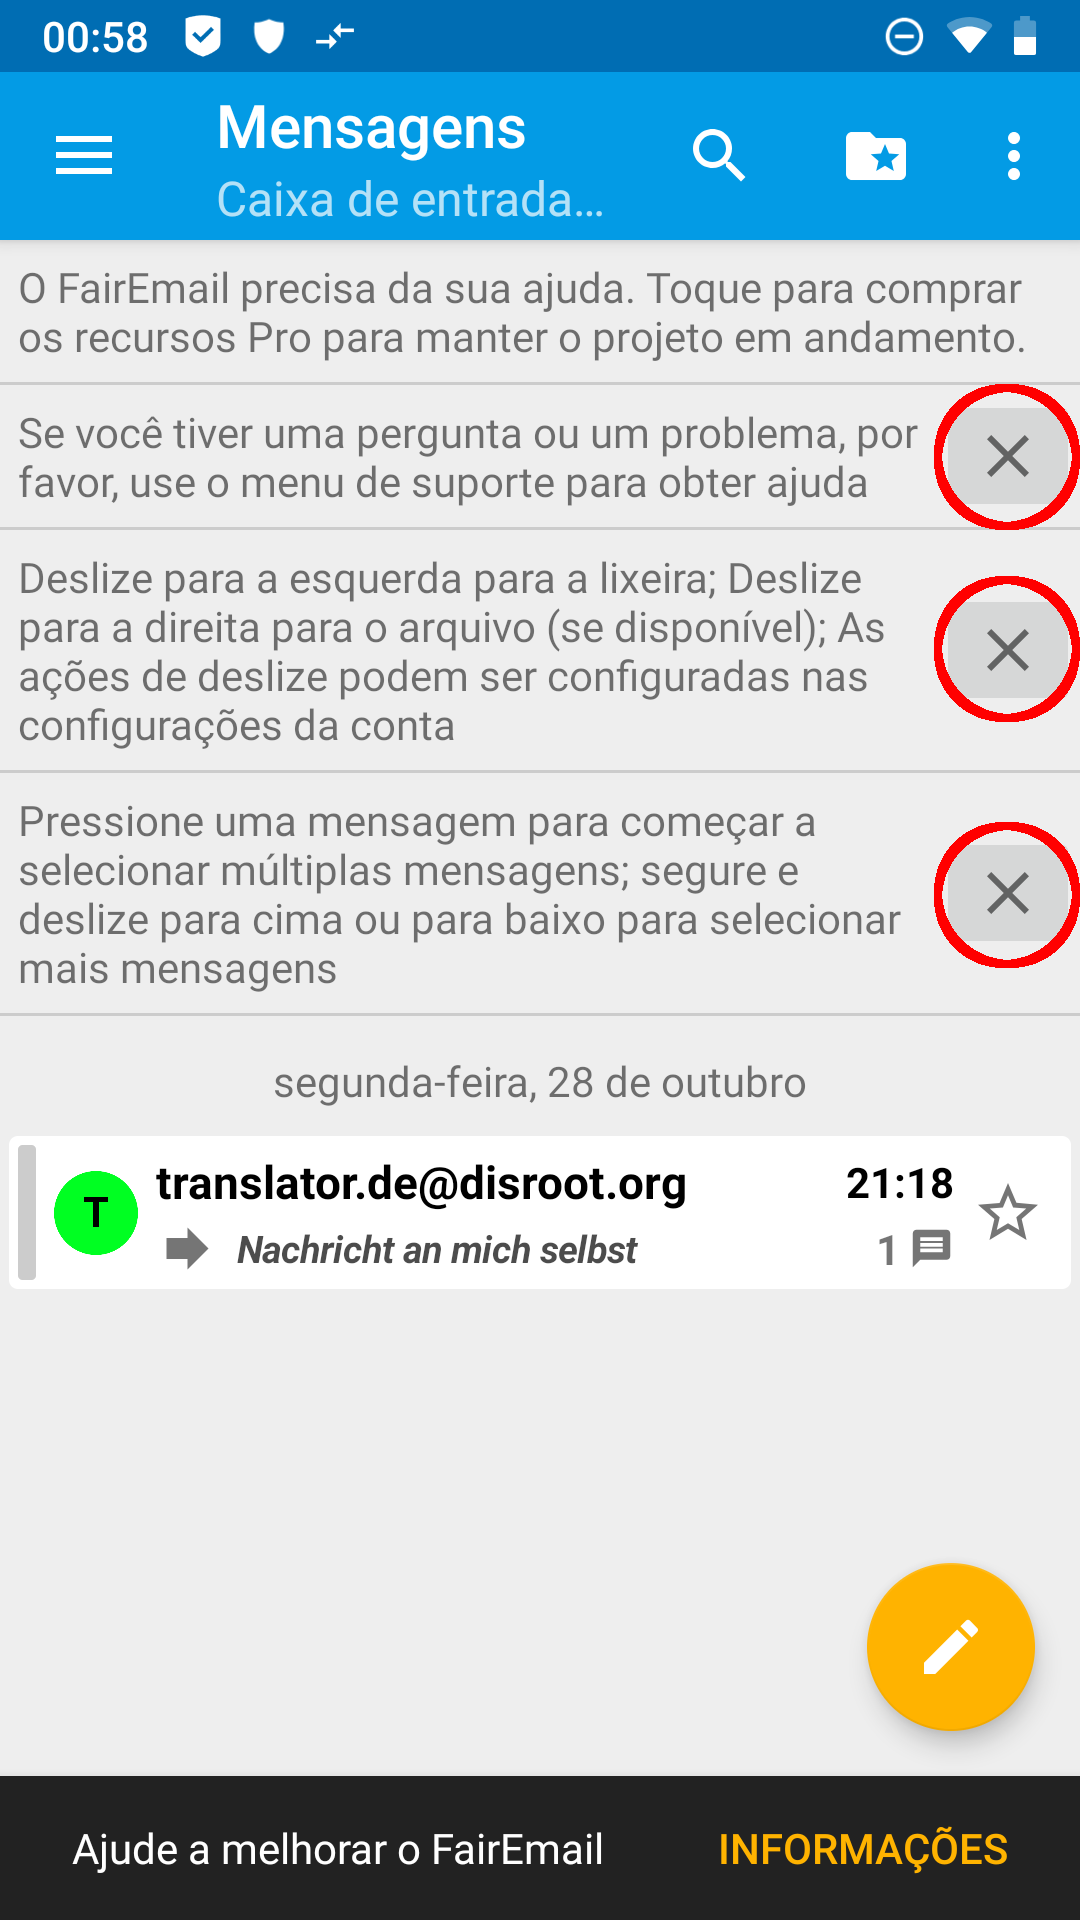 00:58
Mensagens
Caixa de entrada...
O FairEmail precisa da sua ajuda. Toque para comprar
os recursos Pro para manter o projeto em andamento.
Se você tiver uma pergunta ou um problema, por
favor, use o menu de suporte para obter ajuda
Deslize para a esquerda para a lixeira; Deslize
para a direita para o arquivo (se disponível); As
ações de deslize podem ser configuradas nas
configurações da conta
Pressione uma mensagem para começar a
selecionar múltiplas mensagens; segure e
deslize para cima ou para baixo para selecionar
mais mensagens
segunda-feira, 28 de outubro
T
translator.de@disroot.org 21:18
Nachricht an mich selbst 1
Ajude a melhorar o FairEmail INFORMAÇÕES